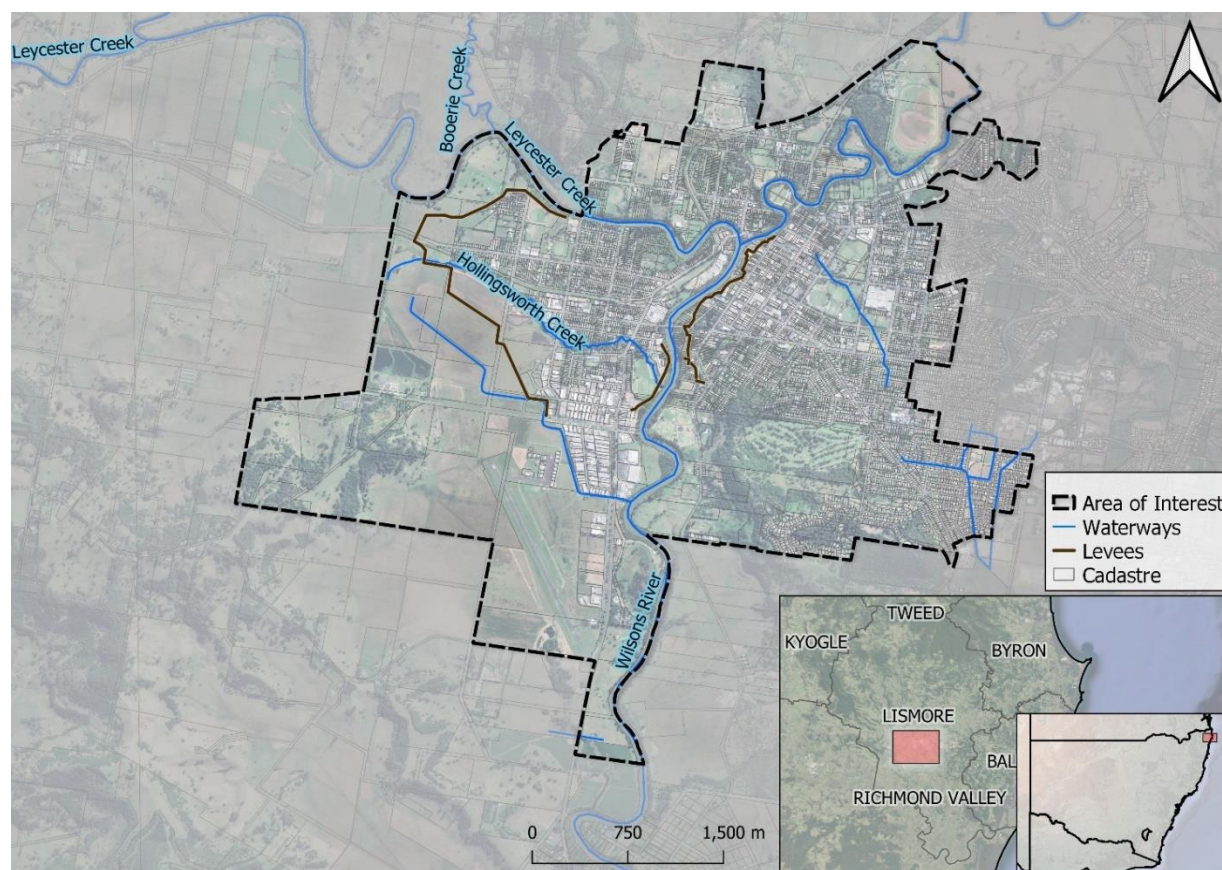 Leycester Creek
Booerie Creek
Leycester Creek
Hollingsworth Creek
Wilsons River
Area of Interest
Waterways
Levees
Cadastre
0 750 1,500 m
TWEED
KYOGLE
BYRON
LISMORE
BAL
RICHMOND VALLEY